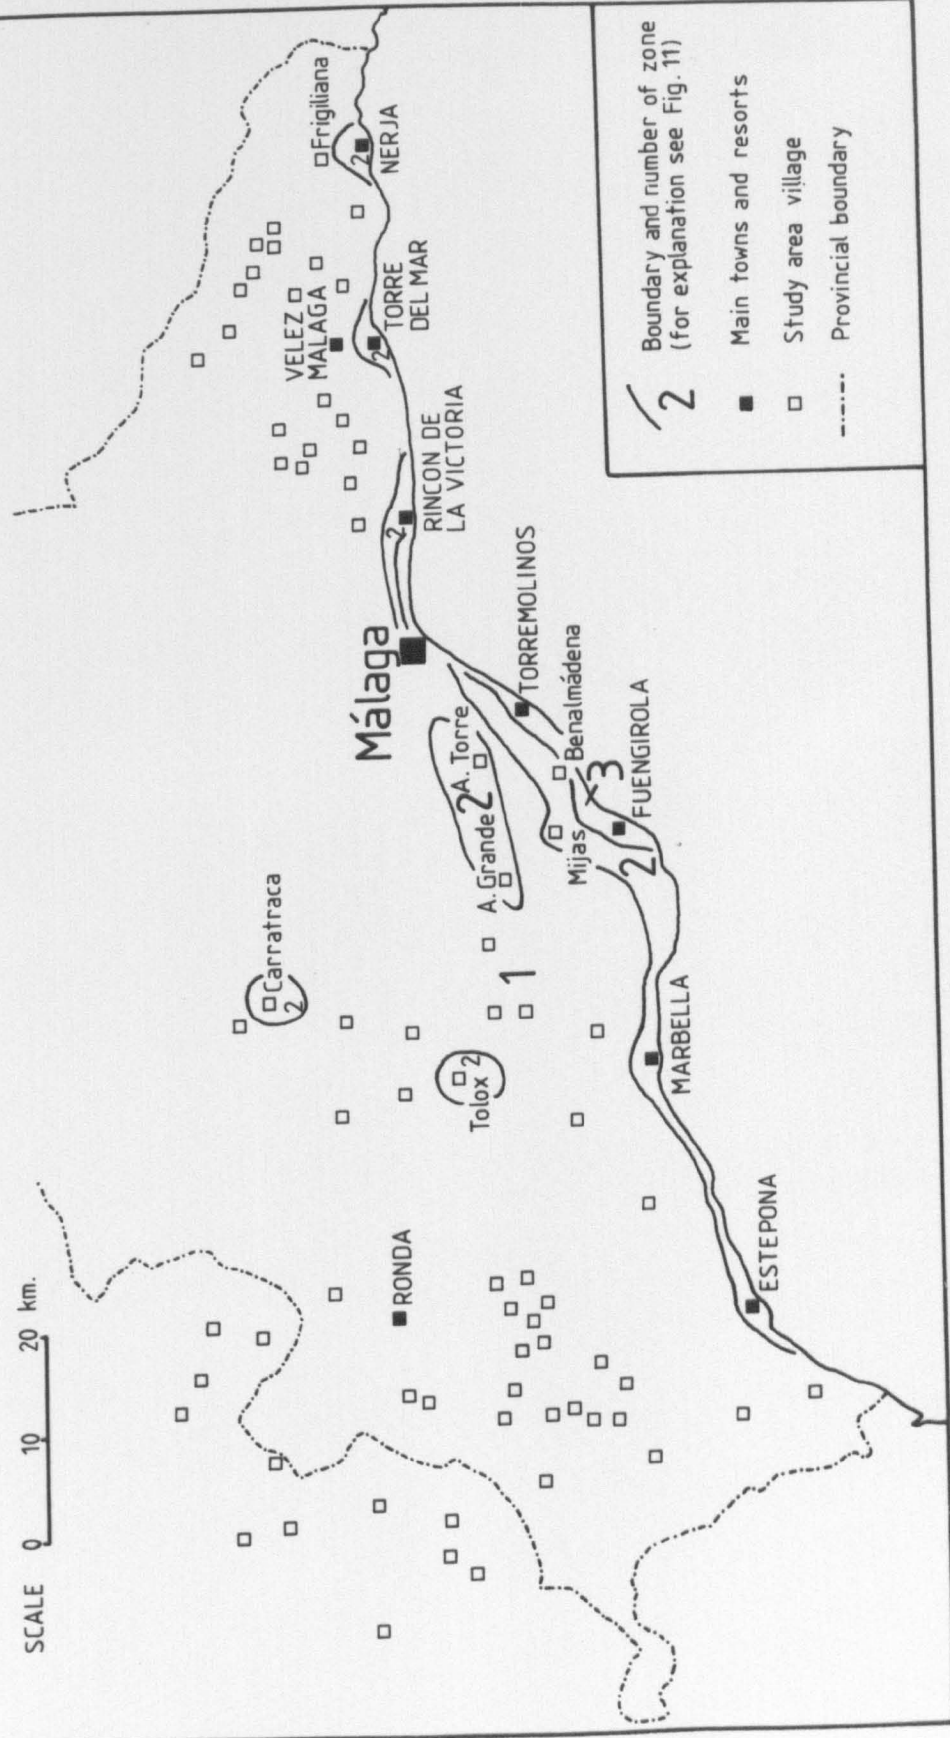 SCALE 0 10 20 km.
Carratraca
2
Málaga
VELEZ
MALAGA
Frigiliana
2
NERJA
TORRE
DEL MAR
2
RINCON DE
LA VICTORIA
2
RONDA
Tolox 2
1
A. Grande 2 A. Torre
TORREMOLINOS
Benalmádena
Mijas
3
2
FUENGIROLA
MARBELLA
ESTEPONA
2 Boundary and number of zone
(for explanation see Fig. 11)
Main towns and resorts
Study area village
Provincial boundary